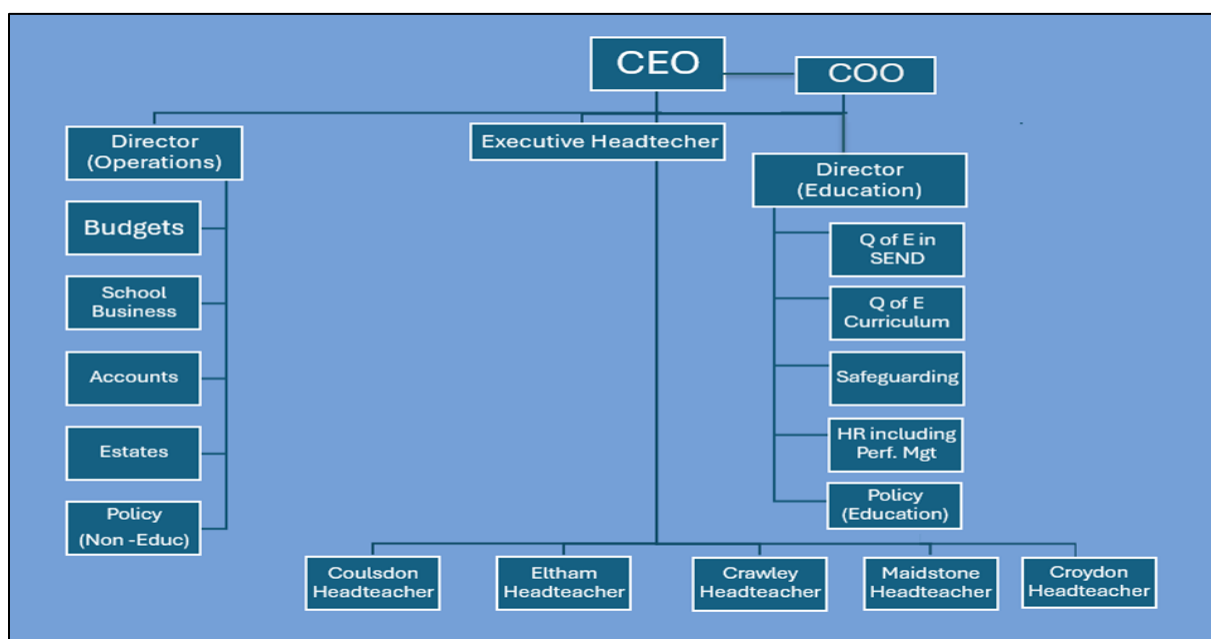 CEO
COO
Director
(Operations)
Executive Headtecher
Director
(Education)
Budgets
School
Business
Accounts
Estates
Policy
(Non -Educ)
Q of E in
SEND
Q of E
Curriculum
Safeguarding
HR including
Perf. Mgt
Policy
(Education)
Coulsdon
Headteacher
Eltham
Headteacher
Crawley
Headteacher
Maidstone
Headteacher
Croydon
Headteacher